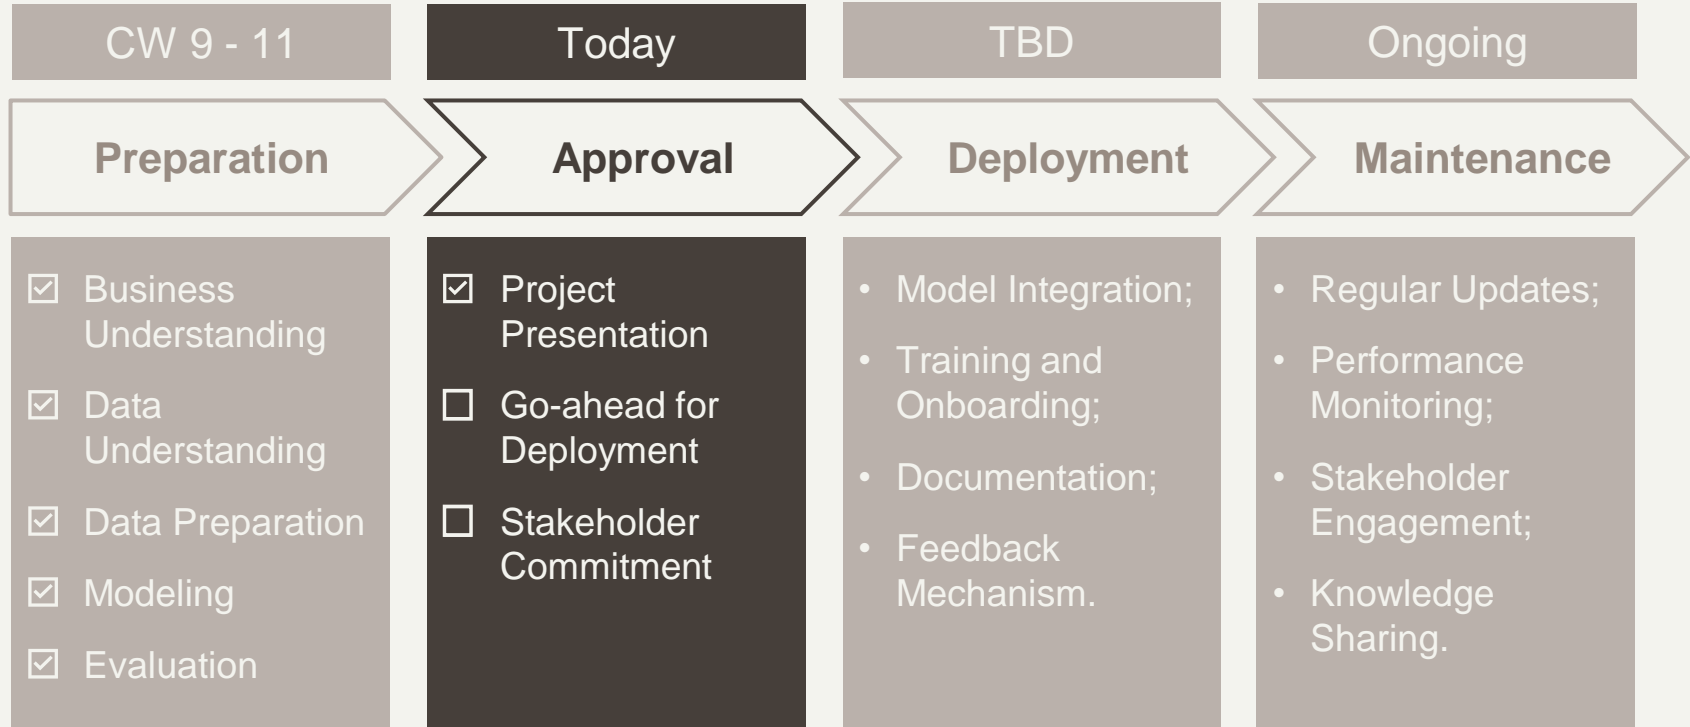 CW 9 - 11
Today
TBD
Ongoing
Preparation
Approval
Deployment
Maintenance
☑ Business
Understanding
☑ Data
Understanding
☑ Data Preparation
☑ Modeling
☑ Evaluation
☑ Project
Presentation
☐ Go-ahead for
Deployment
☐ Stakeholder
Commitment
• Model Integration;
• Training and
Onboarding;
• Documentation;
• Feedback
Mechanism.
• Regular Updates;
• Performance
Monitoring;
• Stakeholder
Engagement;
• Knowledge
Sharing.